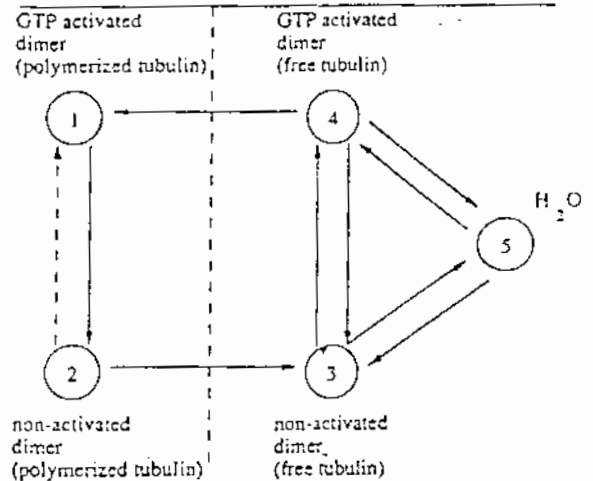 GTP activated
dimer
(polymerized tubulin)
GTP activated
dimer
(free tubulin)
1
4
H2O
5
2
3
non-activated
dimer
(polymerized tubulin)
non-activated
dimer
(free tubulin)